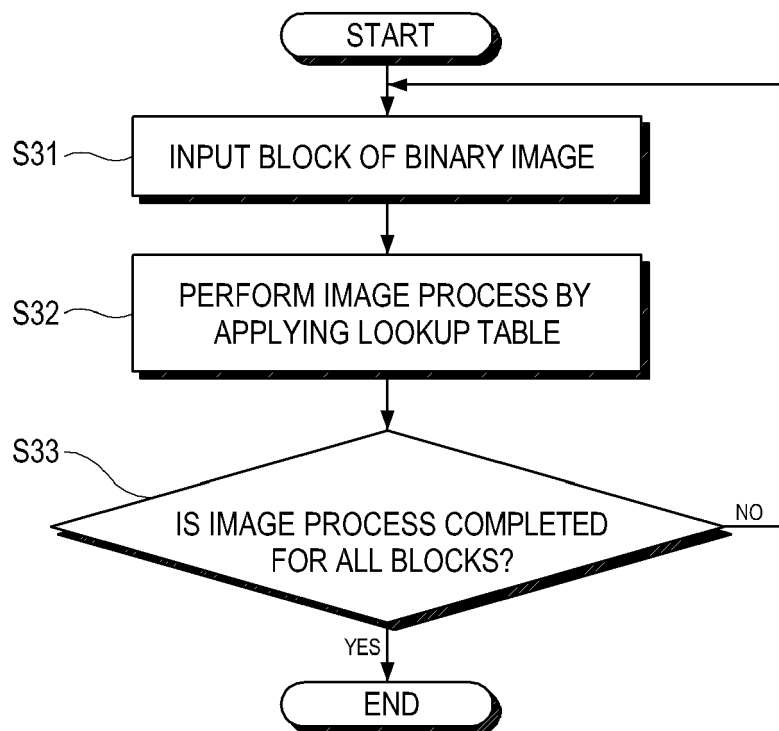 START
S31
INPUT BLOCK OF BINARY IMAGE
S32
PERFORM IMAGE PROCESS BY
APPLYING LOOKUP TABLE
S33
IS IMAGE PROCESS COMPLETED
FOR ALL BLOCKS?
NO
YES
END